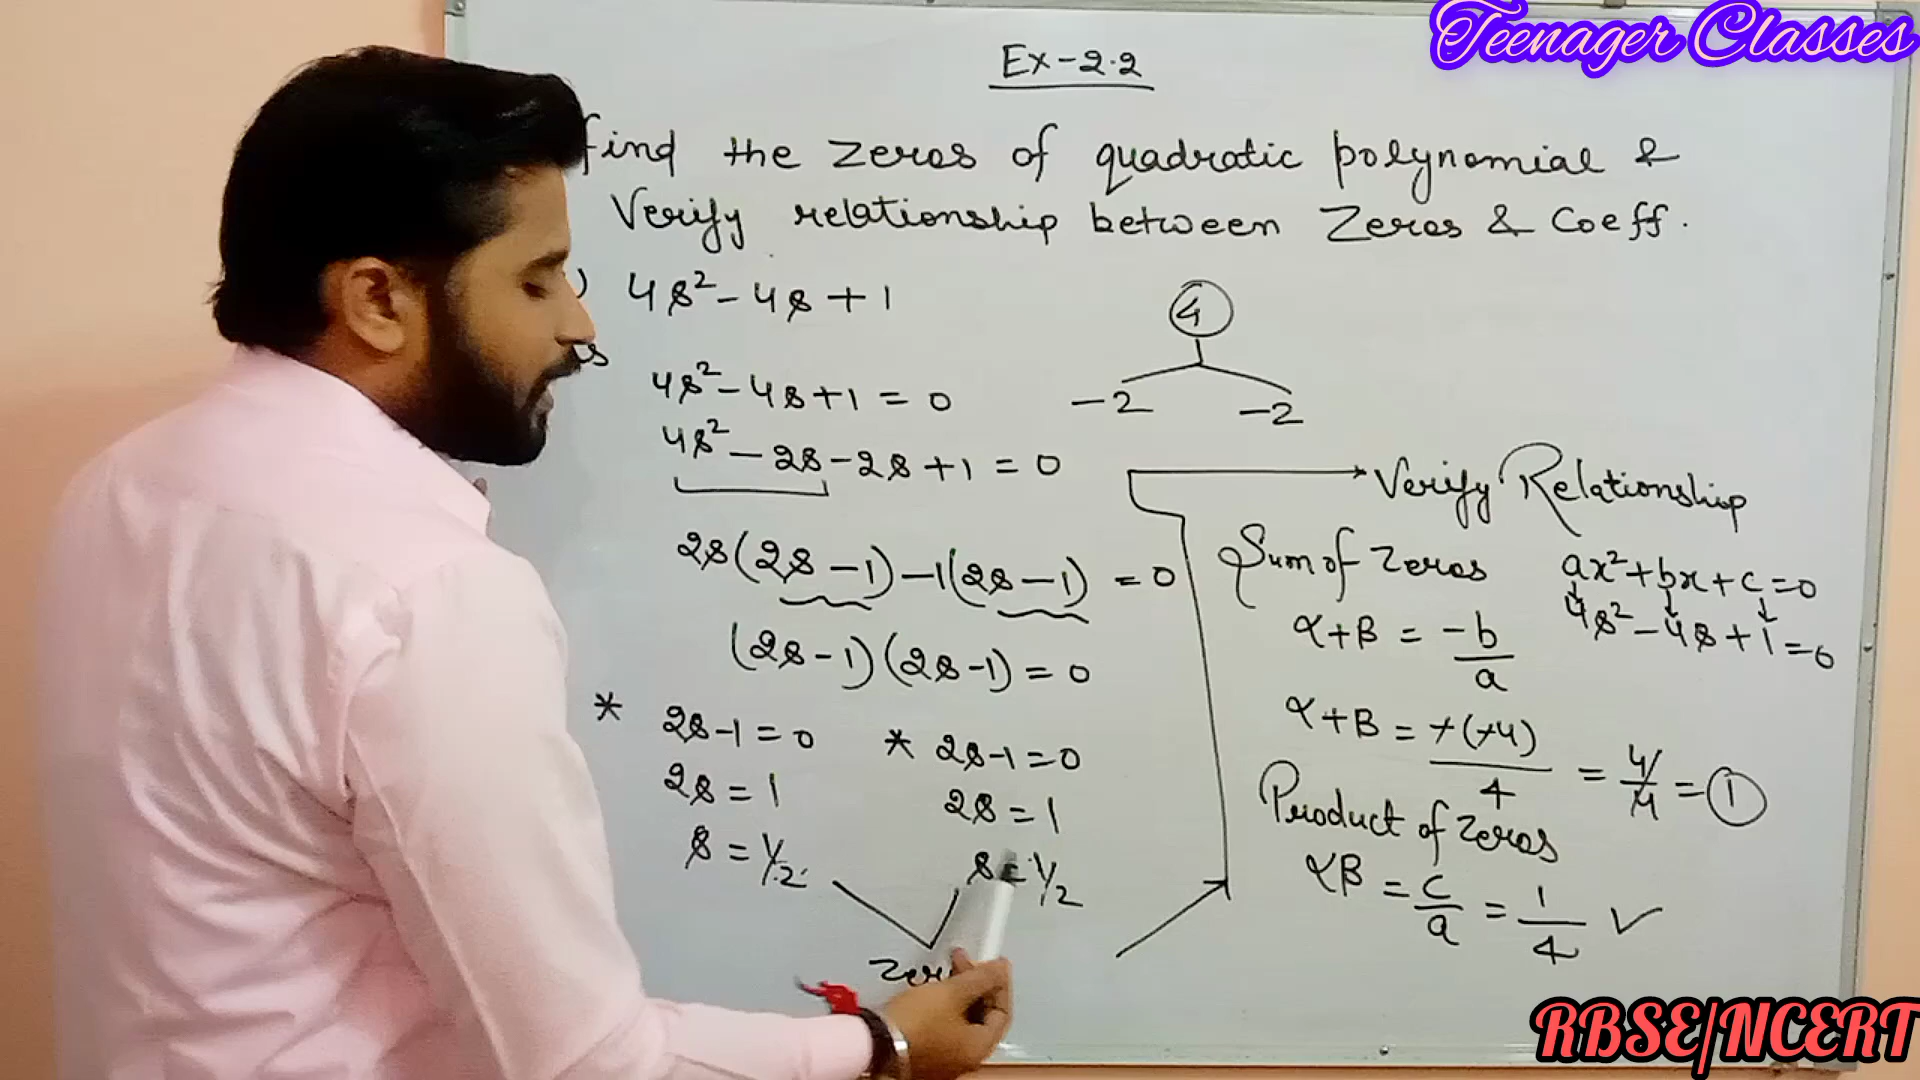 Teenager Classes
Ex-2.2
find the zeros of quadratic polynomial &
Verify relationship between Zeros & Coeff.
) 4s²-4s+1
4
-2 -2
4s²-4s+1=0
4s²-2s-2s+1=0
2s(2s-1)-1(2s-1)=0
(2s-1)(2s-1)=0
* 2s-1=0
2s=1
s=1/2
* 2s-1=0
2s=1
s=1/2
Verify Relationship
Sum of Zeros
ax²+bx+c=0
4s²-4s+1=0
α+β = -b/a
α+β = -(-4)/4 = 4/4 = 1
Product of Zeros
αβ = c/a = 1/4 ✓
RBSE/NCERT